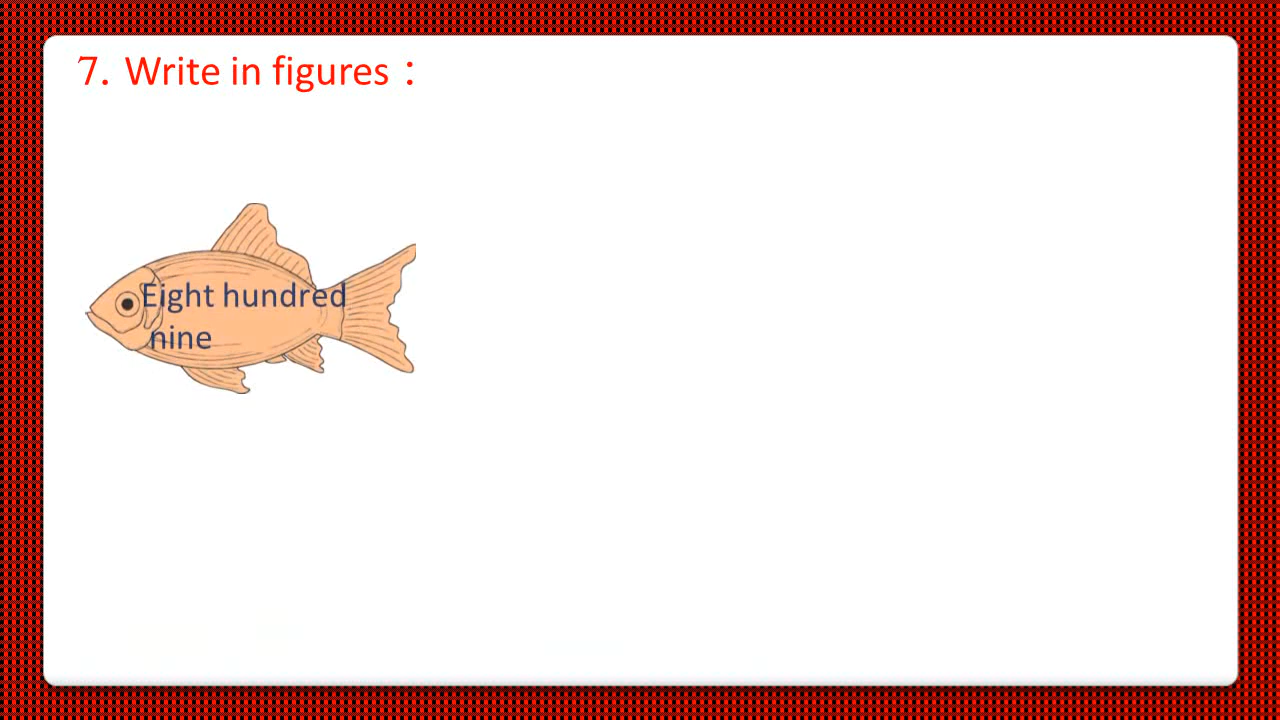 7. Write in figures :
Eight hundred
nine